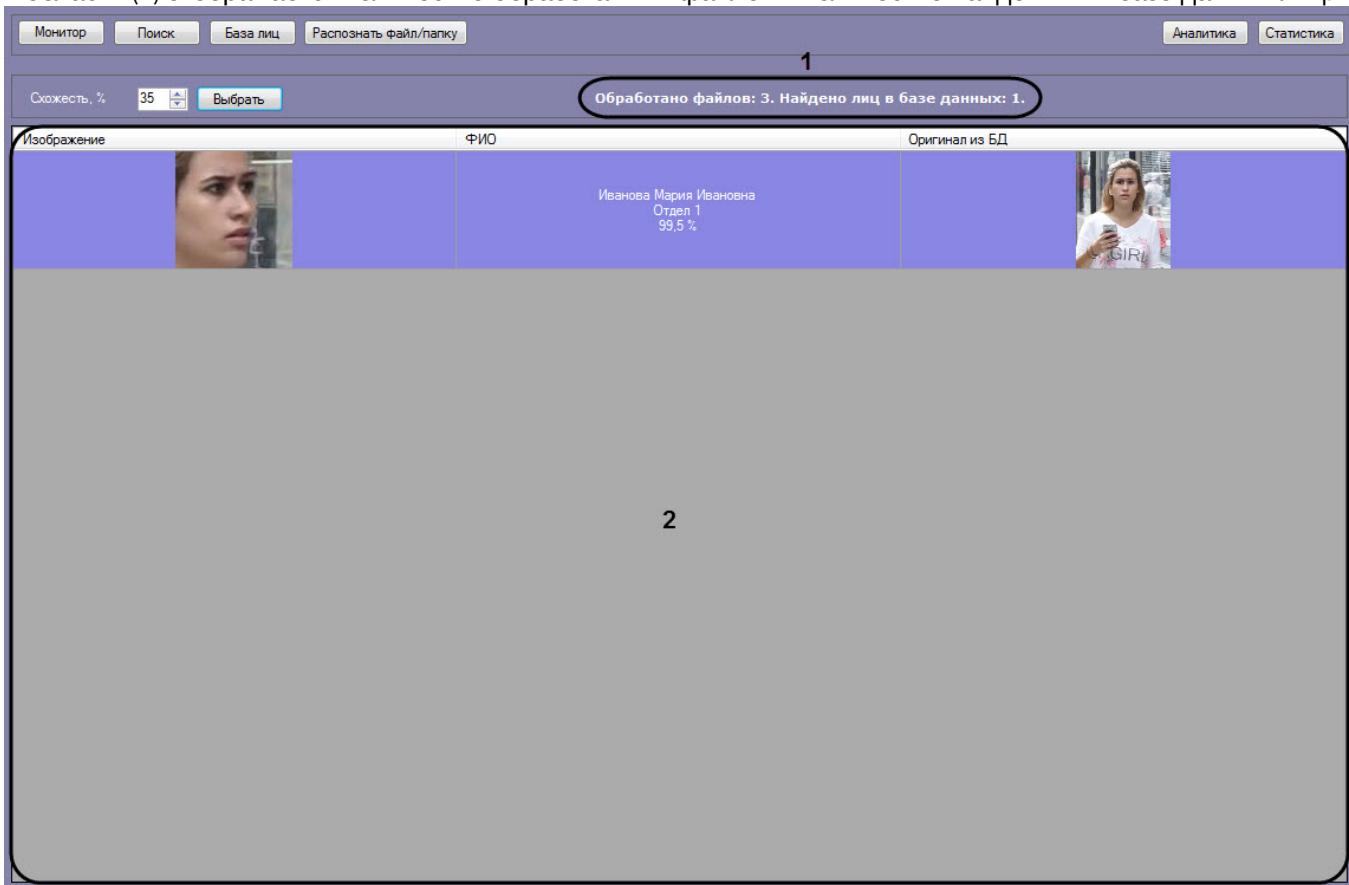 Монитор Поиск База лиц Распознать файл/папку Аналитика Статистика
1
Схожесть, % 35 Выбрать Обработано файлов: 3. Найдено лиц в базе данных: 1.
Изображение ФИО Оригинал из БД
Иванова Мария Ивановна
Отдел 1
99,5 %
GIRL
2